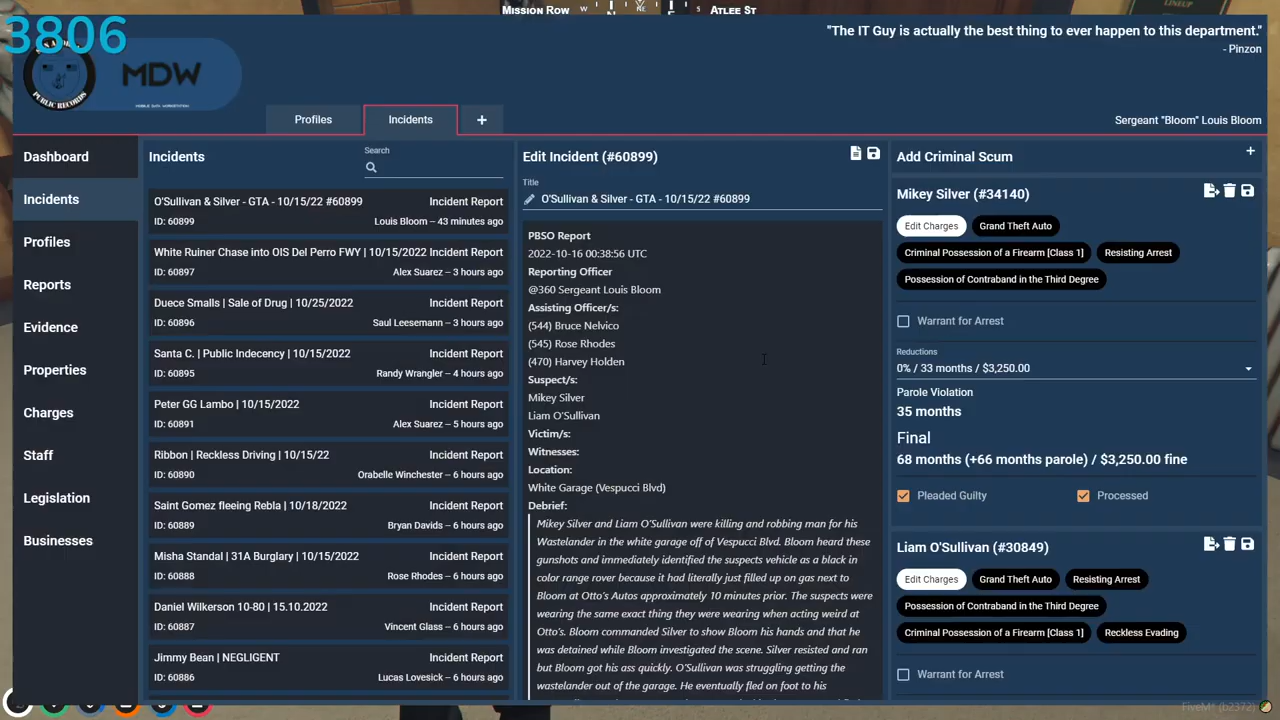 Mission Row
W
NE
E
S
Atlee St
LINEUP
3806
PUBLIC RECORDS
MDW
MOBILE DATA WORKSTATION
"The IT Guy is actually the best thing to ever happen to this department."
- Pinzon
Profiles
Incidents
+
Sergeant "Bloom" Louis Bloom
Dashboard
Incidents
Profiles
Reports
Evidence
Properties
Charges
Staff
Legislation
Businesses
Incidents
Search
O'Sullivan & Silver - GTA - 10/15/22 #60899 Incident Report
ID: 60899 Louis Bloom – 43 minutes ago
White Ruiner Chase into OIS Del Perro FWY | 10/15/2022 Incident Report
ID: 60897 Alex Suarez – 3 hours ago
Duece Smalls | Sale of Drug | 10/25/2022 Incident Report
ID: 60896 Saul Leesemann – 3 hours ago
Santa C. | Public Indecency | 10/15/2022 Incident Report
ID: 60895 Randy Wrangler – 4 hours ago
Peter GG Lambo | 10/15/2022 Incident Report
ID: 60891 Alex Suarez – 5 hours ago
Ribbon | Reckless Driving | 10/15/22 Incident Report
ID: 60890 Orabelle Winchester – 6 hours ago
Saint Gomez fleeing Rebla | 10/18/2022 Incident Report
ID: 60889 Bryan Davids – 6 hours ago
Misha Standal | 31A Burglary | 10/15/2022 Incident Report
ID: 60888 Rose Rhodes – 6 hours ago
Daniel Wilkerson 10-80 | 15.10.2022 Incident Report
ID: 60887 Vincent Glass – 6 hours ago
Jimmy Bean | NEGLIGENT Incident Report
ID: 60886 Lucas Lovesick – 6 hours ago
Edit Incident (#60899)
Title
O'Sullivan & Silver - GTA - 10/15/22 #60899
PBSO Report
2022-10-16 00:38:56 UTC
Reporting Officer
@360 Sergeant Louis Bloom
Assisting Officer/s:
(544) Bruce Nelvico
(545) Rose Rhodes
(470) Harvey Holden
Suspect/s:
Mikey Silver
Liam O'Sullivan
Victim/s:
Witnesses:
Location:
White Garage (Vespucci Blvd)
Debrief:
Mikey Silver and Liam O'Sullivan were killing and robbing man for his
Wastelander in the white garage off of Vespucci Blvd. Bloom heard these
gunshots and immediately identified the suspects vehicle as a black in
color range rover because it had literally just filled up on gas next to
Bloom at Otto's Autos approximately 10 minutes prior. The suspects were
wearing the same exact thing they were wearing when acting weird at
Otto's. Bloom commanded Silver to show Bloom his hands and that he
was detained while Bloom investigated the scene. Silver resisted and ran
but Bloom got his ass quickly. O'Sullivan was struggling getting the
wastelander out of the garage. He eventually fled on foot to his
Add Criminal Scum
+
Mikey Silver (#34140)
Edit Charges Grand Theft Auto
Criminal Possession of a Firearm [Class 1] Resisting Arrest
Possession of Contraband in the Third Degree
Warrant for Arrest
Reductions
0% / 33 months / $3,250.00
Parole Violation
35 months
Final
68 months (+66 months parole) / $3,250.00 fine
Pleaded Guilty Processed
Liam O'Sullivan (#30849)
Edit Charges Grand Theft Auto Resisting Arrest
Possession of Contraband in the Third Degree
Criminal Possession of a Firearm [Class 1] Reckless Evading
Warrant for Arrest
FiveM* (b2372)